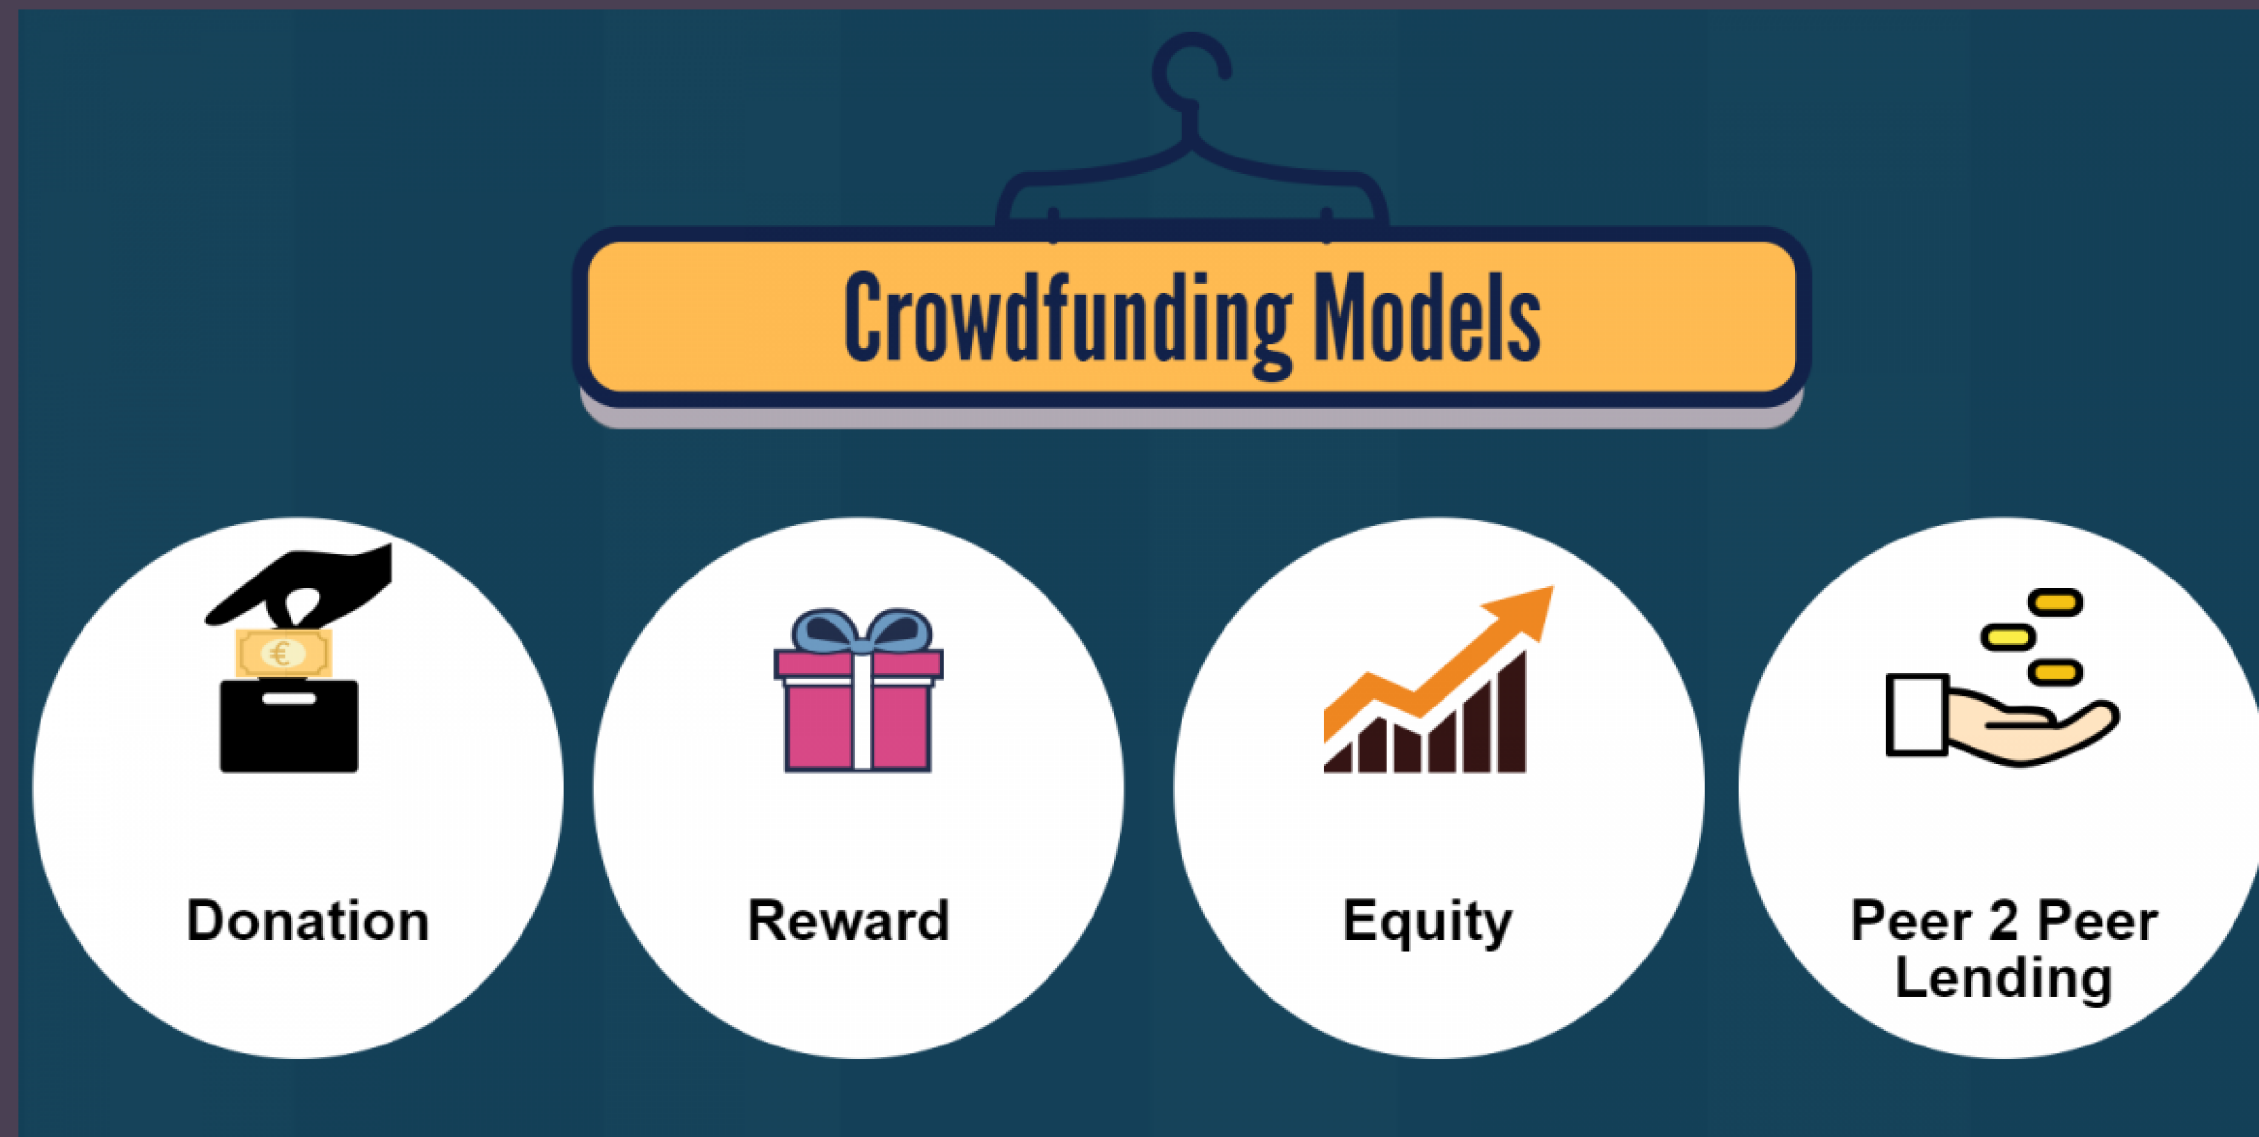 Crowdfunding Models
€
Donation
Reward
Equity
Peer 2 Peer
Lending